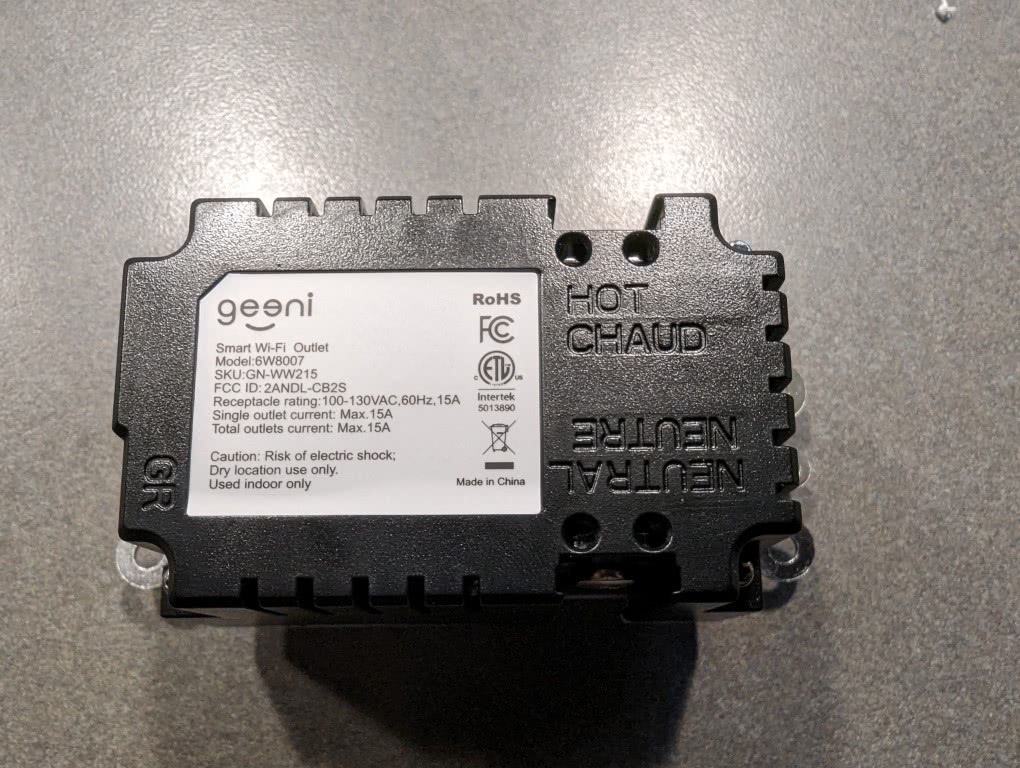 geeni
Smart Wi-Fi Outlet
Model:6W8007
SKU:GN-WW215
FCC ID: 2ANDL-CB2S
Receptacle rating:100-130VAC,60Hz,15A
Single outlet current: Max.15A
Total outlets current: Max.15A
Caution: Risk of electric shock;
Dry location use only.
Used indoor only
RoHS
FC
c ETL us
Intertek
5013890
Made in China
HOT
CHAUD
NEUTRAL
NEUTRE
GR